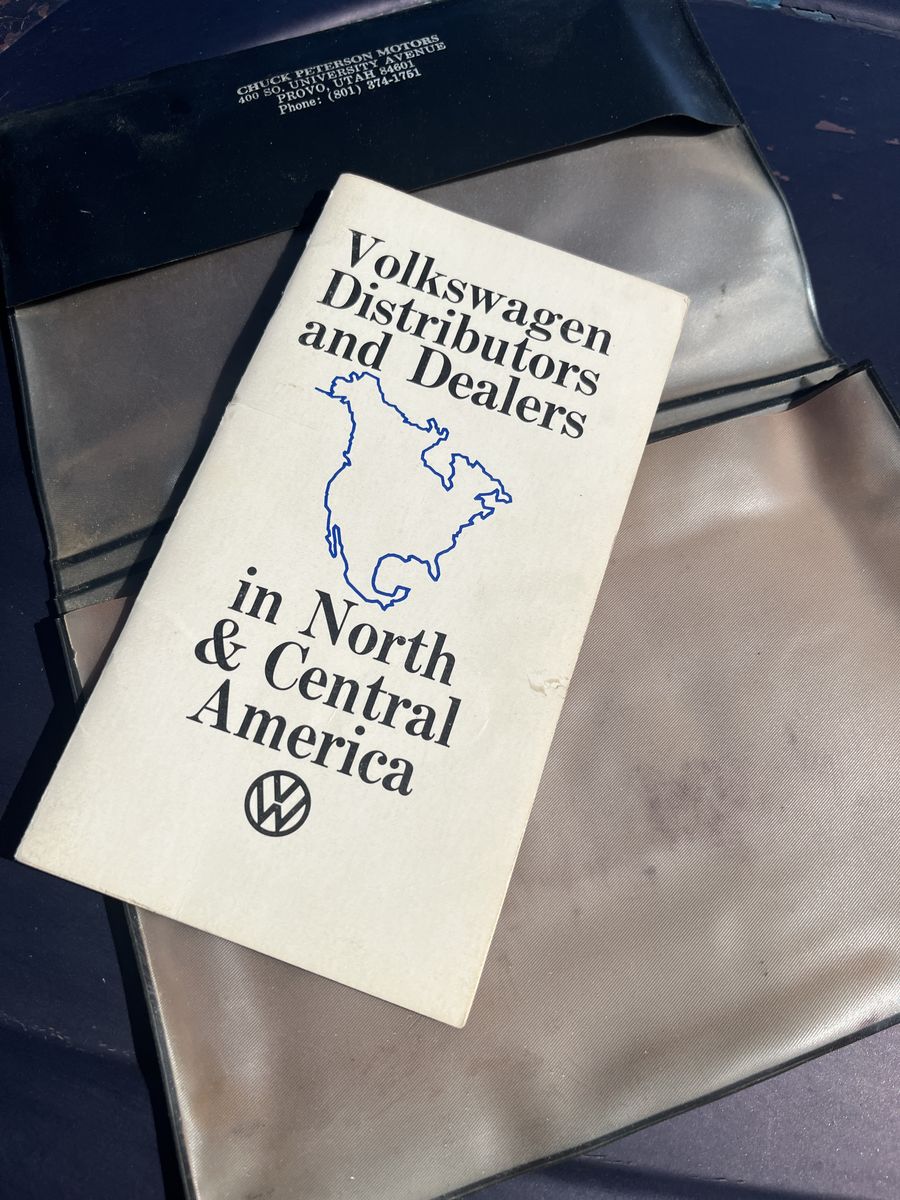 CHUCK PETERSON MOTORS
400 SO. UNIVERSITY AVENUE
PROVO, UTAH 84601
Phone: (801) 374-1751
Volkswagen
Distributors
and Dealers
in North
& Central
America
VW